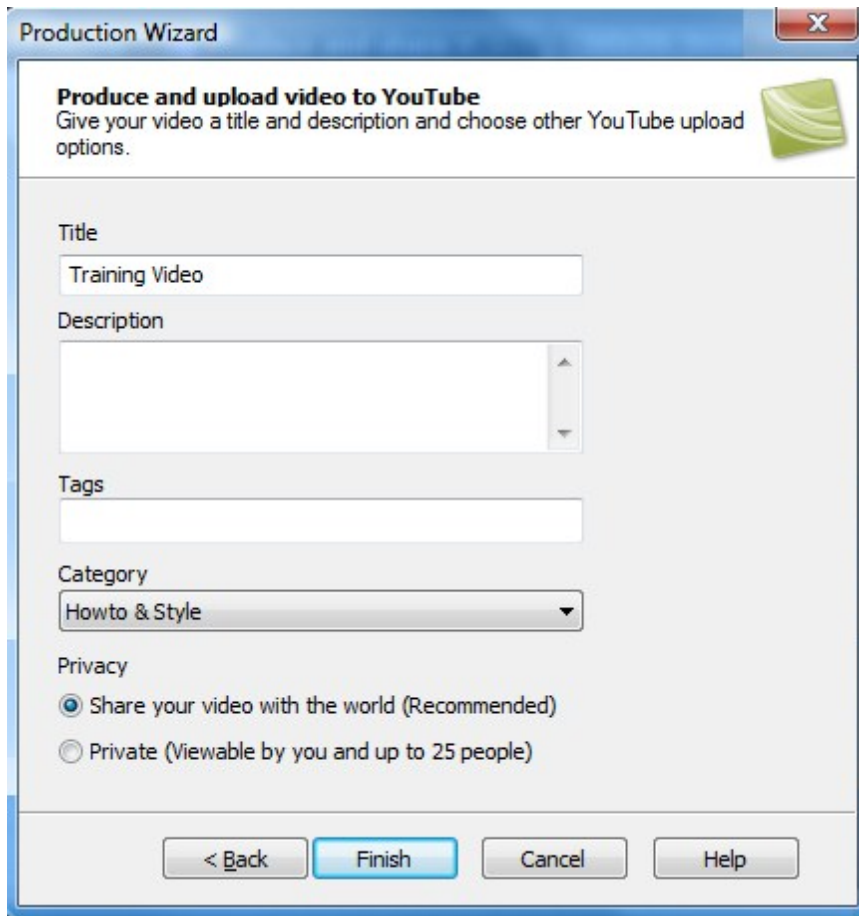 Production Wizard
Produce and upload video to YouTube
Give your video a title and description and choose other YouTube upload
options.
Title
Training Video
Description
Tags
Category
Howto & Style
Privacy
Share your video with the world (Recommended)
Private (Viewable by you and up to 25 people)
< Back Finish Cancel Help